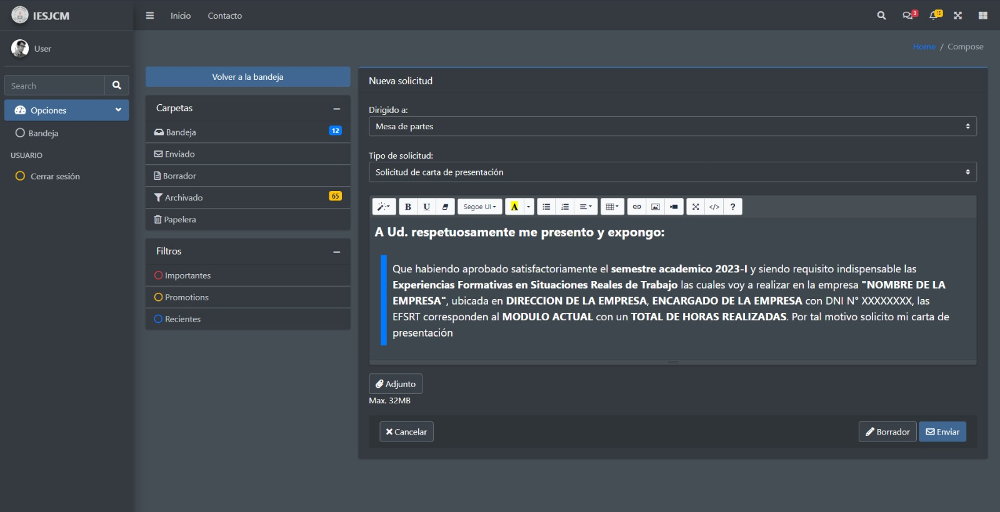 IESJCM
Inicio
Contacto
3
15
User
Home / Compose
Search
Opciones
Bandeja
USUARIO
Cerrar sesión
Volver a la bandeja
Carpetas
Bandeja 12
Enviado
Borrador
Archivado 65
Papelera
Filtros
Importantes
Promotions
Recientes
Nueva solicitud
Dirigido a:
Mesa de partes
Tipo de solicitud:
Solicitud de carta de presentación
B U Segoe UI A </> ?
A Ud. respetuosamente me presento y expongo:
Que habiendo aprobado satisfactoriamente el semestre academico 2023-I y siendo requisito indispensable las
Experiencias Formativas en Situaciones Reales de Trabajo las cuales voy a realizar en la empresa "NOMBRE DE LA
EMPRESA", ubicada en DIRECCION DE LA EMPRESA, ENCARGADO DE LA EMPRESA con DNI N° XXXXXXXX, las
EFSRT corresponden al MODULO ACTUAL con un TOTAL DE HORAS REALIZADAS. Por tal motivo solicito mi carta de
presentación
Adjunto
Max. 32MB
Cancelar
Borrador
Enviar